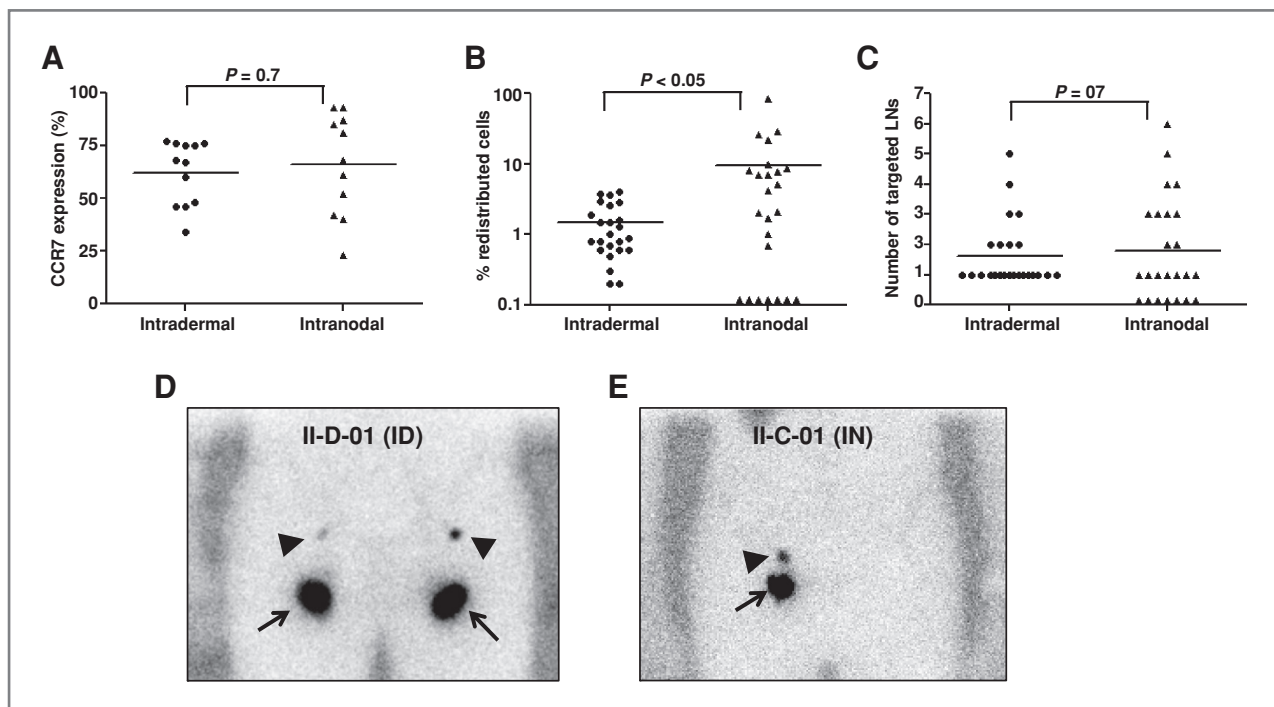 A
P = 0.7
CCR7 expression (%)
100
75
50
25
0
Intradermal
Intranodal
B
P < 0.05
% redistributed cells
100
10
1
0.1
Intradermal
Intranodal
C
P = 07
Number of targeted LNs
7
6
5
4
3
3
1
0
Intradermal
Intranodal
D
II-D-01 (ID)
E
II-C-01 (IN)